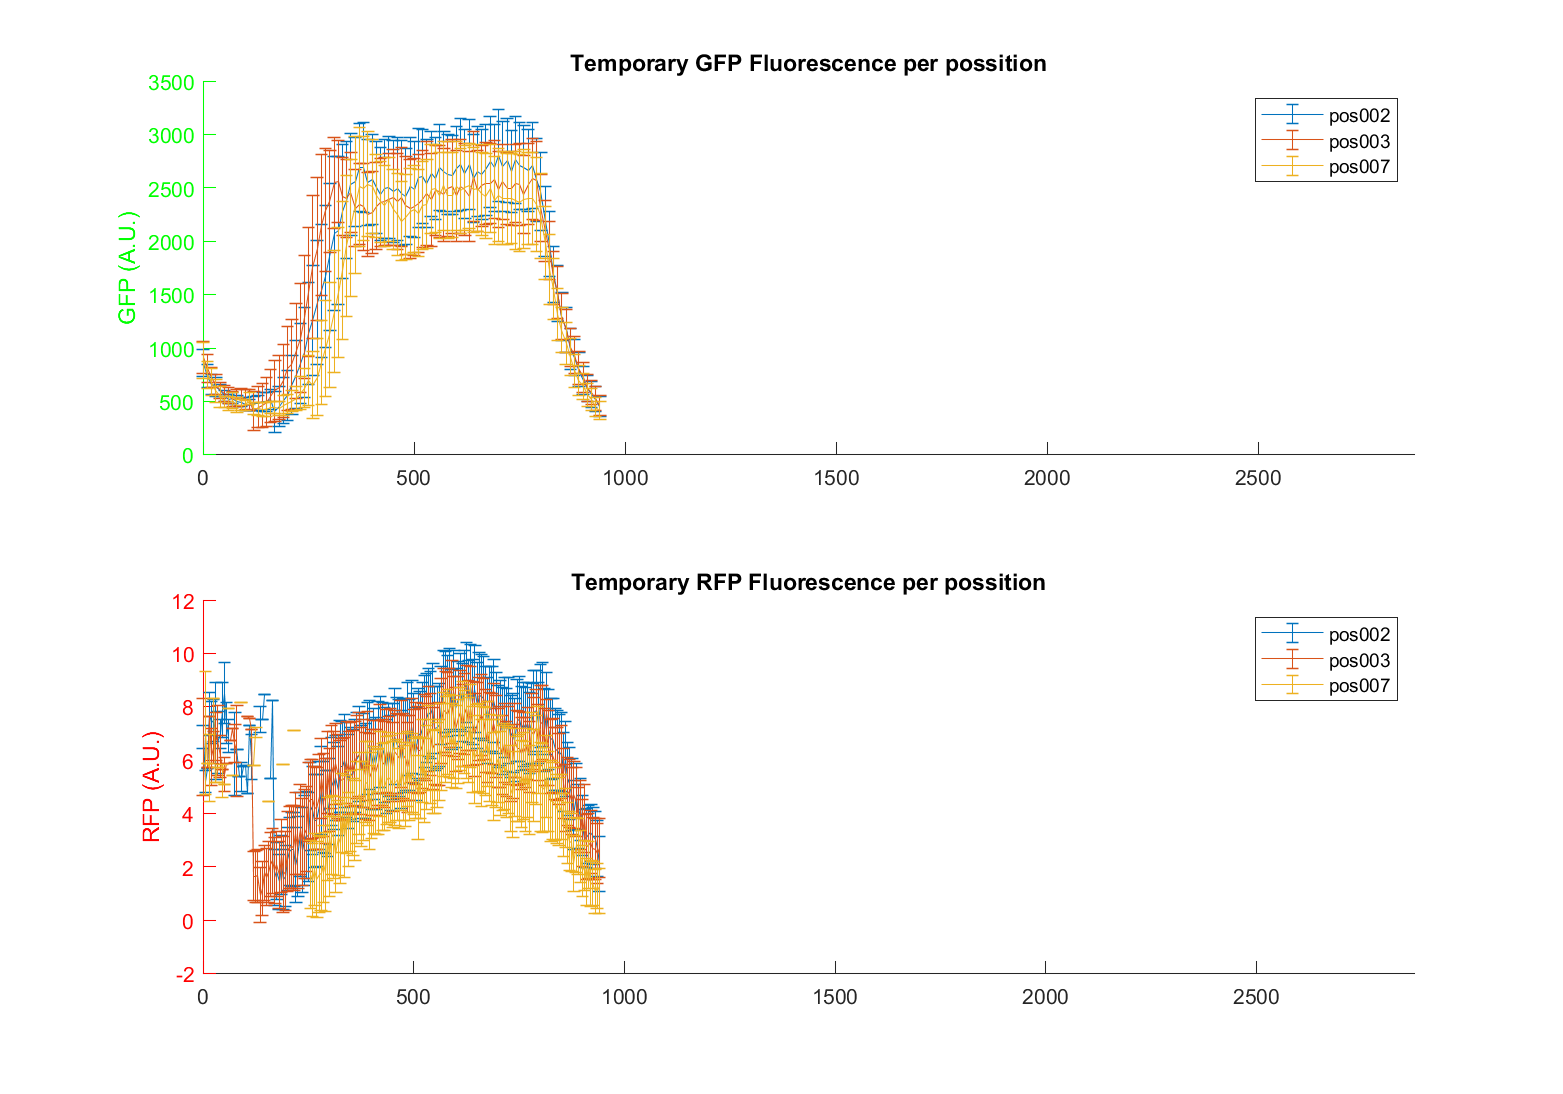 Temporary GFP Fluorescence per possition
3500
3000
2500
2000
1500
1000
500
0
GFP (A.U.)
0 500 1000 1500 2000 2500
pos002
pos003
pos007
Temporary RFP Fluorescence per possition
12
10
8
6
4
2
0
-2
RFP (A.U.)
0 500 1000 1500 2000 2500
pos002
pos003
pos007